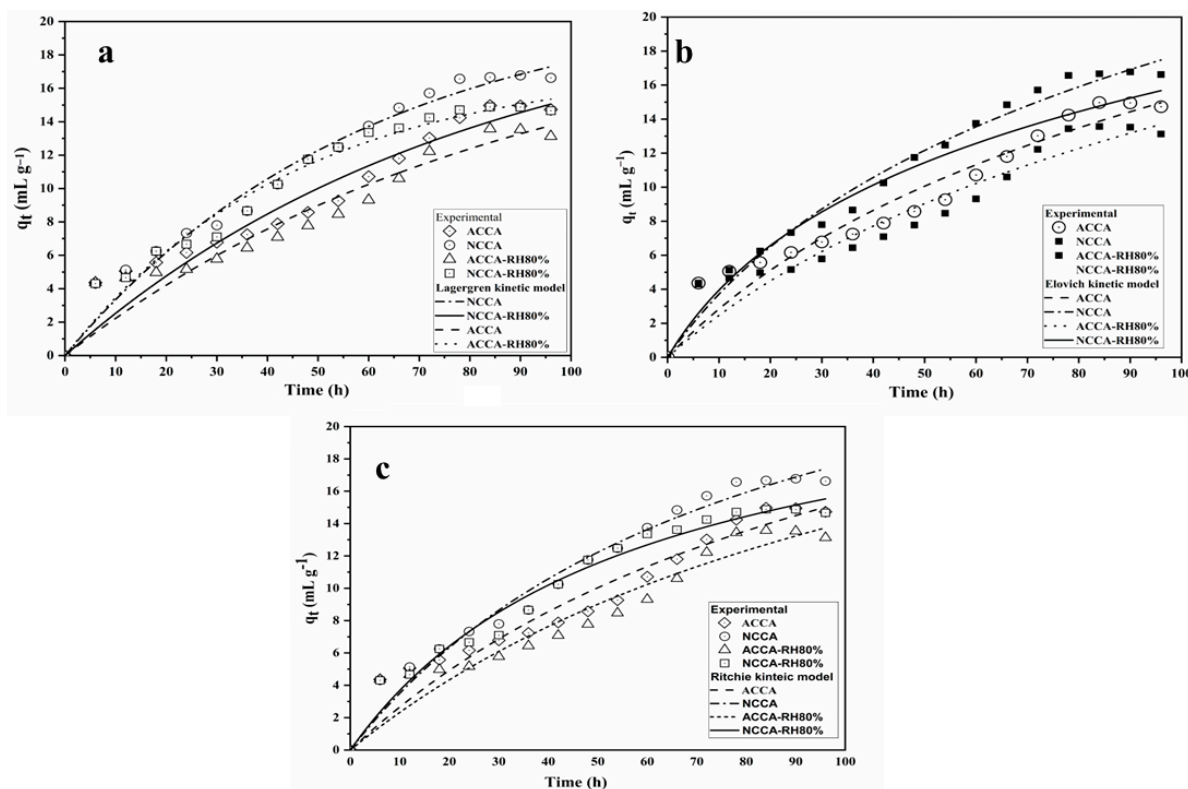 a
20
18
16
14
12
10
8
6
4
2
0
qt (mL g⁻¹)
0 10 20 30 40 50 60 70 80 90 100
Time (h)
Experimental
ACCA
NCCA
ACCA-RH80%
NCCA-RH80%
Lagergren kinetic model
NCCA
NCCA-RH80%
ACCA
ACCA-RH80%
b
20
18
16
14
12
10
8
6
4
2
0
qt (mL g⁻¹)
0 10 20 30 40 50 60 70 80 90 100
Time (h)
Experimental
ACCA
NCCA
ACCA-RH80%
NCCA-RH80%
Elovich kinetic model
ACCA
NCCA
ACCA-RH80%
NCCA-RH80%
c
20
18
16
14
12
10
8
6
4
2
0
qt (mL g⁻¹)
0 10 20 30 40 50 60 70 80 90 100
Time (h)
Experimental
ACCA
NCCA
ACCA-RH80%
NCCA-RH80%
Ritchie kinteic model
ACCA
NCCA
ACCA-RH80%
NCCA-RH80%